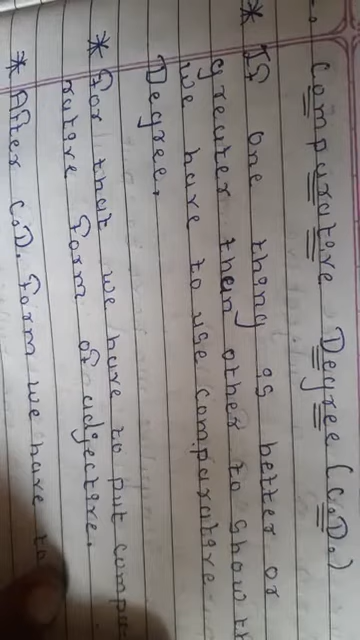 Comparative Degree (C.D.)
* If one thing is better or
greater than other to show th
we have to use comparative
Degree.
* For that we have to put compa
rative form of adjective.
* After C.D. form we have to